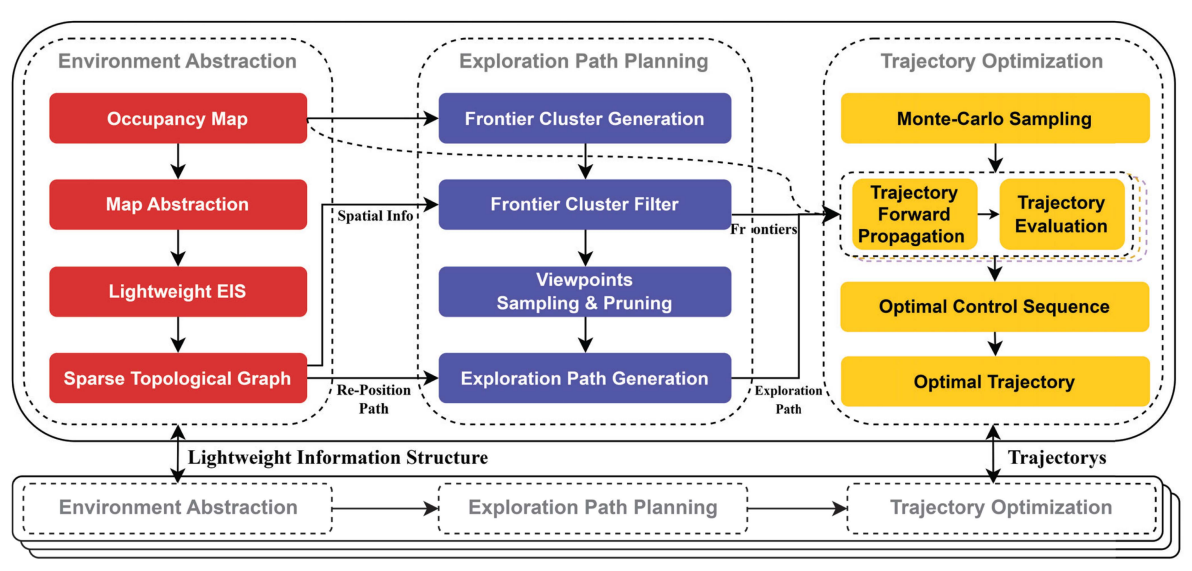 Environment Abstraction
Occupancy Map
Map Abstraction
Lightweight EIS
Sparse Topological Graph
Spatial Info
Re-Position
Path
Exploration Path Planning
Frontier Cluster Generation
Frontier Cluster Filter
Viewpoints
Sampling & Pruning
Exploration Path Generation
Frontiers
Exploration
Path
Trajectory Optimization
Monte-Carlo Sampling
Trajectory
Forward
Propagation
Trajectory
Evaluation
Optimal Control Sequence
Optimal Trajectory
Lightweight Information Structure
Trajectorys
Environment Abstraction
Exploration Path Planning
Trajectory Optimization